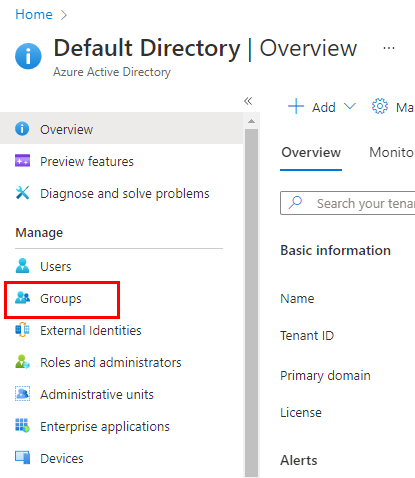 Home
Default Directory | Overview ...
Azure Active Directory
Add
Ma
Overview
Preview features
Diagnose and solve problems
Manage
Users
Groups
External Identities
Roles and administrators
Administrative units
Enterprise applications
Devices
Overview Monito
Search your tenan
Basic information
Name
Tenant ID
Primary domain
License
Alerts